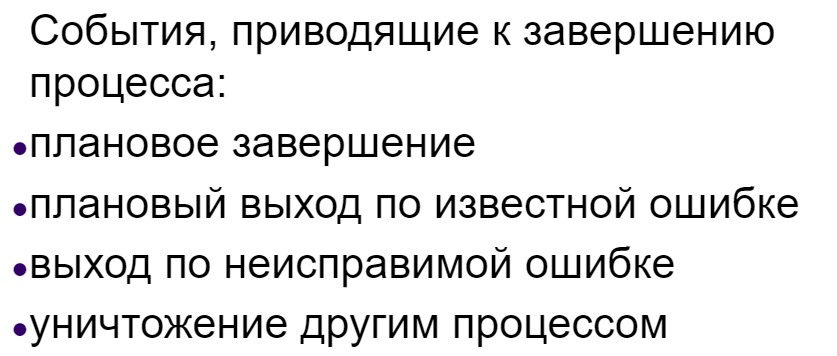 События, приводящие к завершению
процесса:
•плановое завершение
•плановый выход по известной ошибке
•выход по неисправимой ошибке
•уничтожение другим процессом